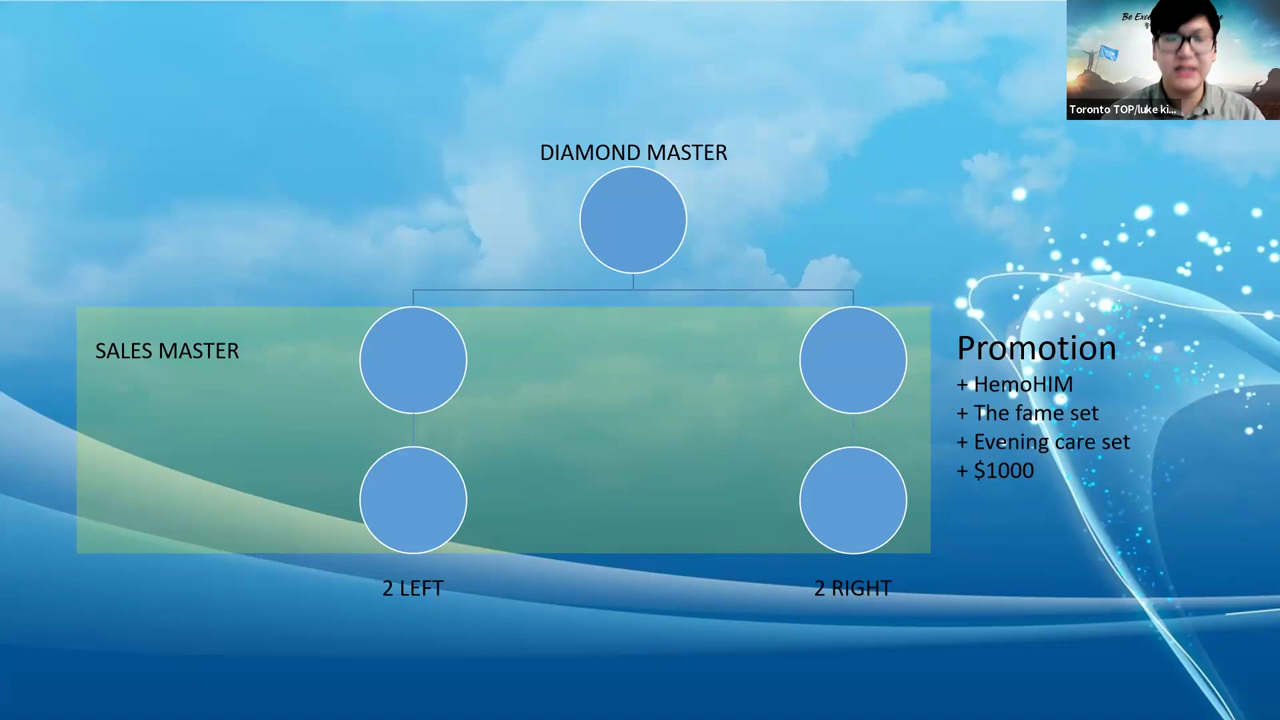 DIAMOND MASTER
SALES MASTER
2 LEFT
2 RIGHT
Promotion
+ HemoHIM
+ The fame set
+ Evening care set
+ $1000
Toronto TOP/luke ki...